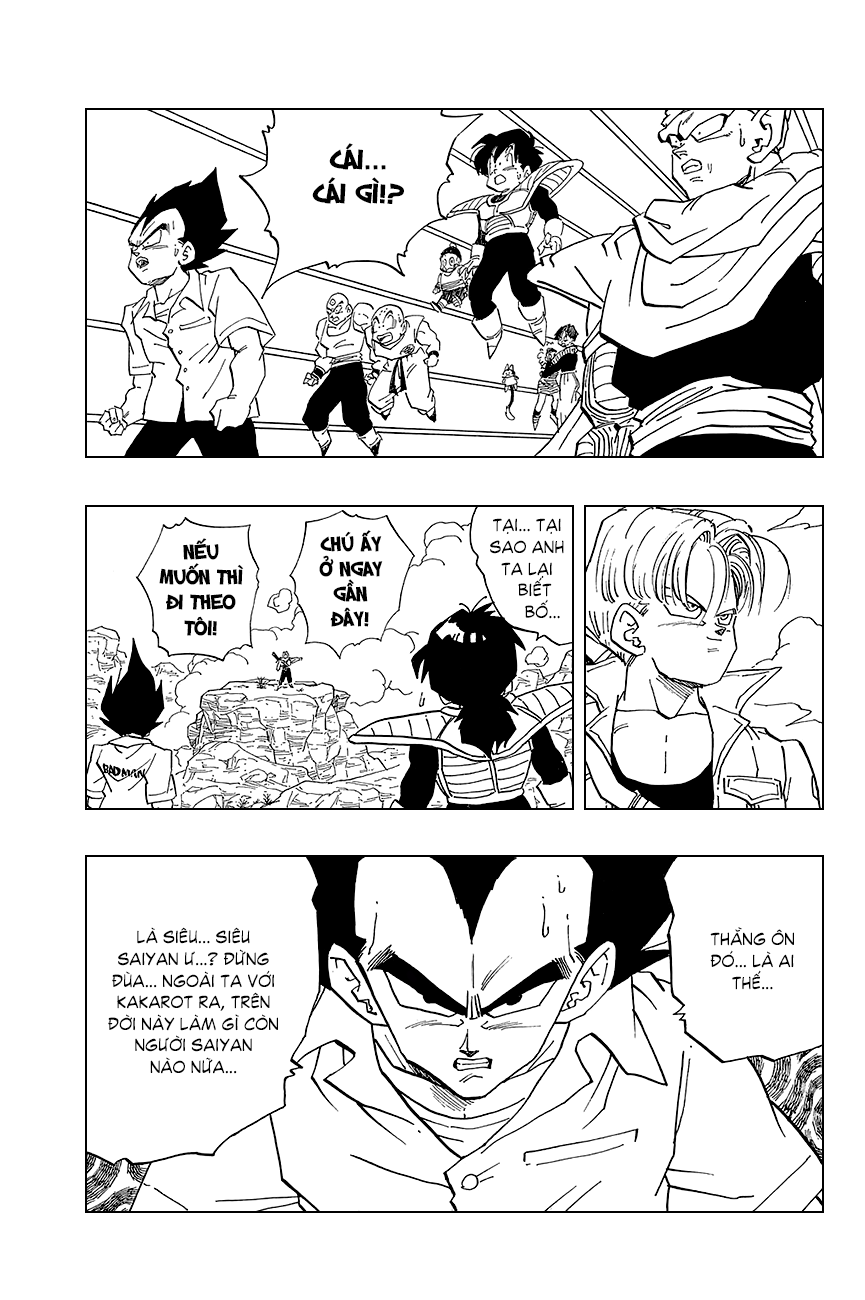 CÁI...
CÁI GÌ!?
TẠI... TẠI
SAO ANH
TA LẠI
BIẾT
BỐ...
CHÚ ẤY
Ở NGAY
GẦN
ĐÂY!
NẾU
MUỐN THÌ
ĐI THEO
TÔI!
BADMAN
THẰNG ÔN
ĐÓ... LÀ AI
THẾ...
LÀ SIÊU... SIÊU
SAIYAN Ư...? ĐỪNG
ĐÙA... NGOÀI TA VỚI
KAKAROT RA, TRÊN
ĐỜI NÀY LÀM GÌ CÒN
NGƯỜI SAIYAN
NÀO NỮA...